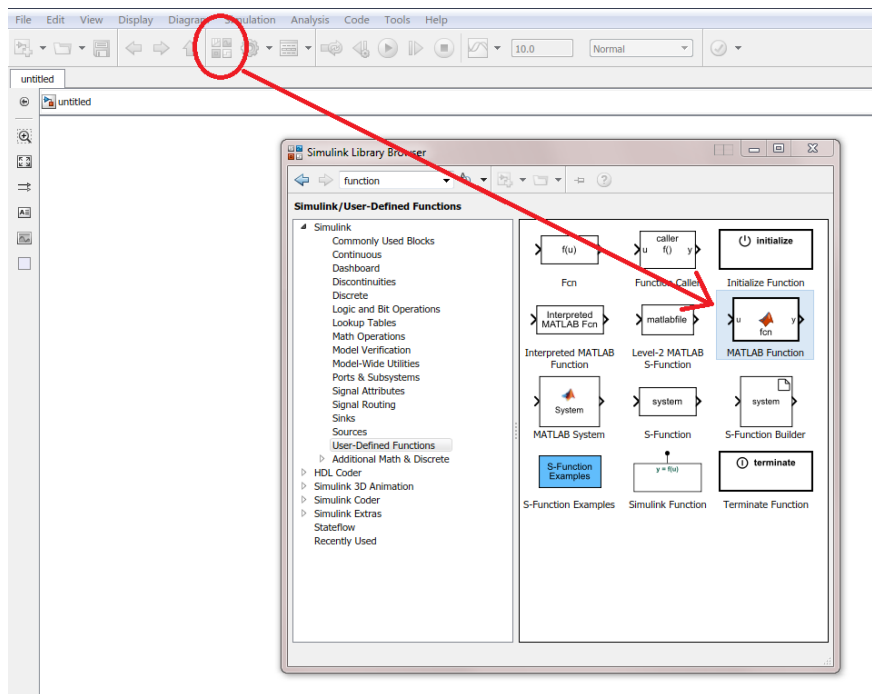 File Edit View Display Diagram Simulation Analysis Code Tools Help
10.0 Normal
untitled
untitled
Simulink Library Browser
function
Simulink/User-Defined Functions
Simulink
Commonly Used Blocks
Continuous
Dashboard
Discontinuities
Discrete
Logic and Bit Operations
Lookup Tables
Math Operations
Model Verification
Model-Wide Utilities
Ports & Subsystems
Signal Attributes
Signal Routing
Sinks
Sources
User-Defined Functions
Additional Math & Discrete
HDL Coder
Simulink 3D Animation
Simulink Coder
Simulink Extras
Stateflow
Recently Used
f(u)
Fcn
caller
u f() y
Function Caller
initialize
Initialize Function
Interpreted
MATLAB Fcn
Interpreted MATLAB
Function
matlabfile
Level-2 MATLAB
S-Function
u y
fcn
MATLAB Function
System
MATLAB System
system
S-Function
system
S-Function Builder
S-Function
Examples
S-Function Examples
y = f(u)
Simulink Function
terminate
Terminate Function